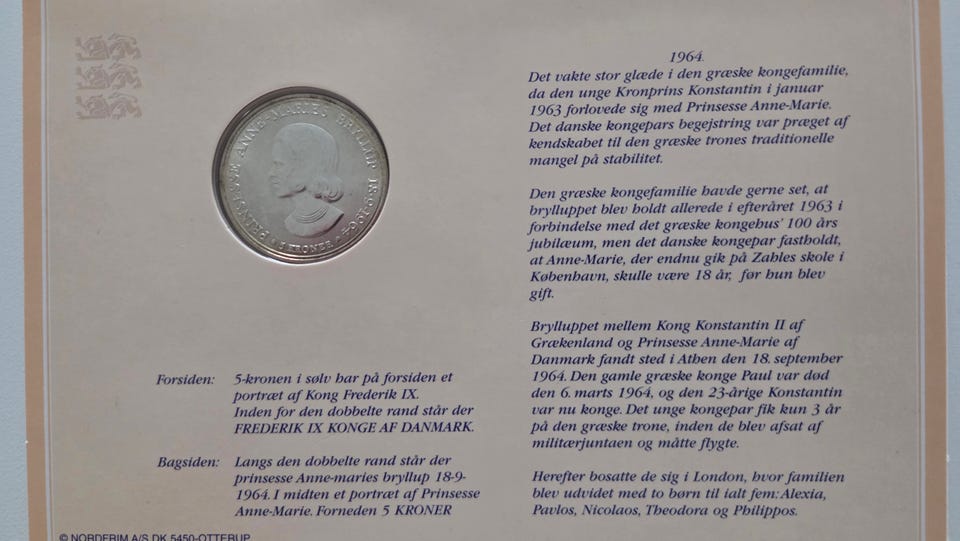 PRINSESSE ANNE-MARIES BRYLLUP 18-9-1964
5 KRONER
Forsiden: 5-kronen i sølv har på forsiden et
portræt af Kong Frederik IX.
Inden for den dobbelte rand står der
FREDERIK IX KONGE AF DANMARK.
Bagsiden: Langs den dobbelte rand står der
prinsesse Anne-maries bryllup 18-9-
1964. I midten et portræt af Prinsesse
Anne-Marie. Forneden 5 KRONER
© NORDFRIM A/S DK 5450-OTTERUP
1964.
Det vakte stor glæde i den græske kongefamilie,
da den unge Kronprins Konstantin i januar
1963 forlovede sig med Prinsesse Anne-Marie.
Det danske kongepars begejstring var præget af
kendskabet til den græske trones traditionelle
mangel på stabilitet.
Den græske kongefamilie havde gerne set, at
brylluppet blev holdt allerede i efteråret 1963 i
forbindelse med det græske kongehus' 100 års
jubilæum, men det danske kongepar fastholdt,
at Anne-Marie, der endnu gik på Zahles skole i
København, skulle være 18 år, før hun blev
gift.
Brylluppet mellem Kong Konstantin II af
Grækenland og Prinsesse Anne-Marie af
Danmark fandt sted i Athen den 18. september
1964. Den gamle græske konge Paul var død
den 6. marts 1964, og den 23-årige Konstantin
var nu konge. Det unge kongepar fik kun 3 år
på den græske trone, inden de blev afsat af
militærjuntaen og måtte flygte.
Herefter bosatte de sig i London, hvor familien
blev udvidet med to børn til ialt fem: Alexia,
Pavlos, Nicolaos, Theodora og Philippos.